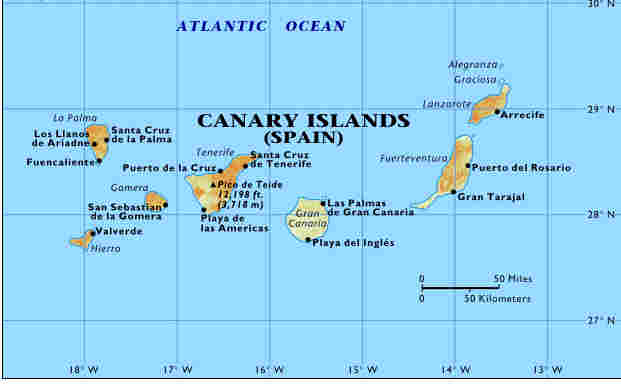 30° N
ATLANTIC OCEAN
Alegranza
Graciosa
Lanzarote
29° N
Arrecife
CANARY ISLANDS
(SPAIN)
La Palma
Los Llanos
de Ariadne
Santa Cruz
de la Palma
Fuencaliente
Tenerife
Santa Cruz
de Tenerife
Puerto de la Cruz
Pico de Teide
12,198 ft.
(3,718 m)
Fuerteventura
Puerto del Rosario
Gran Tarajal
Gomera
San Sebastian
de la Gomera
Playa de
las Americas
Las Palmas
de Gran Canaria
Gran
Canaria
28° N
Valverde
Hierro
Playa del Inglés
0 50 Miles
0 50 Kilometers
27° N
18° W 17° W 16° W 15° W 14° W 13° W